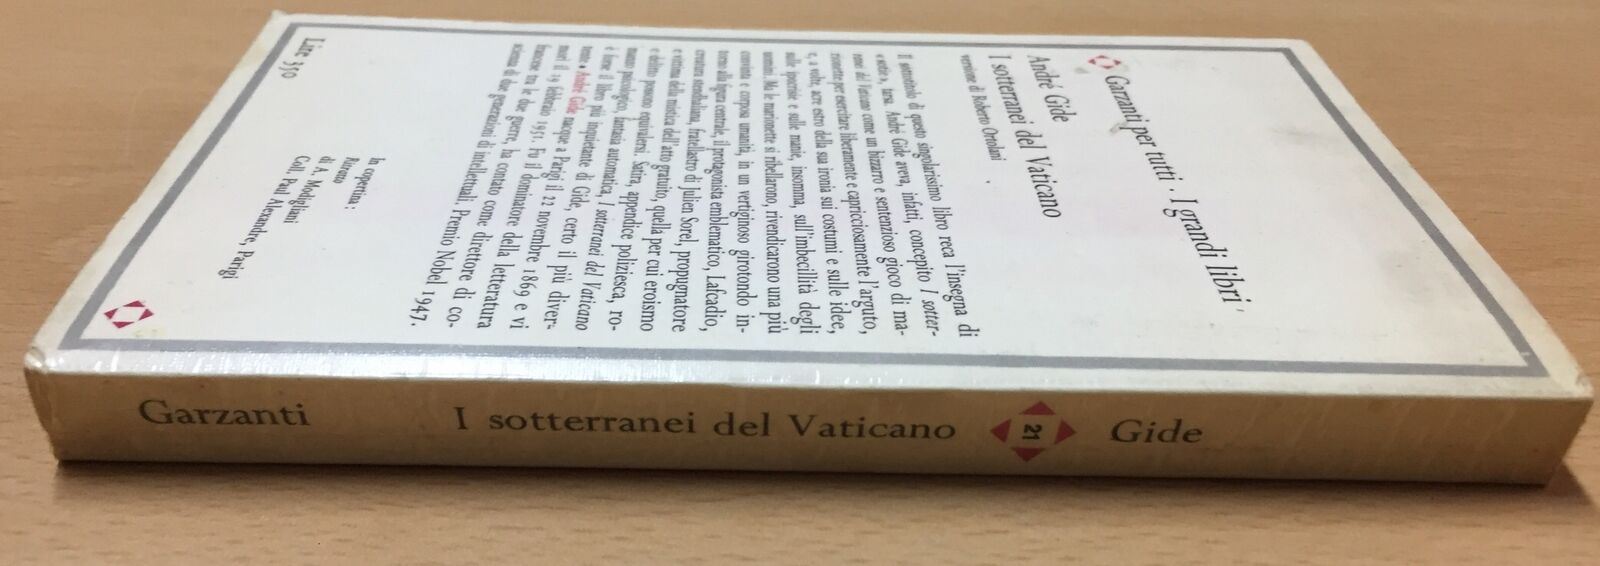 Garzanti per tutti · I grandi libri
André Gide
I sotterranei del Vaticano
versione di Roberto Ortolani
Il sottotitolo di questo singolarissimo libro reca l'insegna di
« sotie », farsa. André Gide aveva, infatti, concepito I sotter-
ranei del Vaticano come un bizzarro e sentenzioso gioco di ma-
rionette per esercitare liberamente e capricciosamente l'arguto,
e, a volte, acre estro della sua ironia sui costumi e sulle idee,
sulle ipocrisie e sulle manie, insomma, sull'imbecillità degli
uomini. Ma le marionette si ribellarono, rivendicarono una più
convinta e corposa umanità, in un vertiginoso girotondo in-
torno alla figura centrale, il protagonista emblematico, Lafcadio,
creatura stendhaliana, fratellastro di Julien Sorel, propugnatore
e vittima della mistica dell'atto gratuito, quella per cui eroismo
e delitto possono equivalersi. Satira, appendice poliziesca, ro-
manzo psicologico, fantasia automatica, I sotterranei del Vaticano
è forse il libro più inquietante di Gide, certo il più diver-
tente • André Gide nacque a Parigi il 22 novembre 1869 e vi
morì il 19 febbraio 1951. Fu il dominatore della letteratura
francese tra le due guerre, ha contato come direttore di co-
scienza di due generazioni di intellettuali, Premio Nobel 1947.
In copertina:
di A. Modigliani
Coll. Paul Alexandre, Parigi
Lire 350
Garzanti I sotterranei del Vaticano 21 Gide